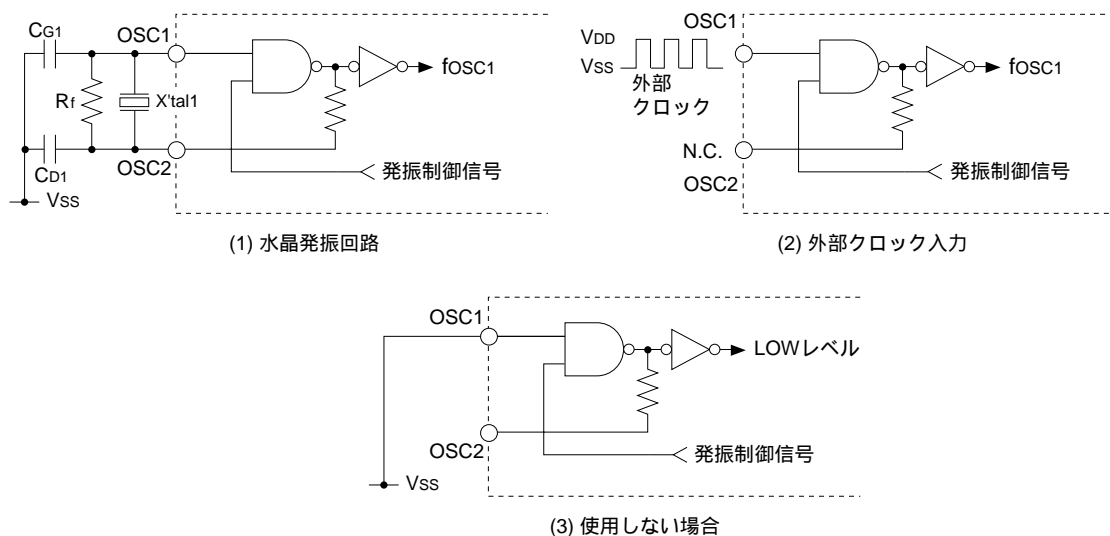 CG1
OSC1
fOSC1
Rf
X'tal1
OSC2
CD1
VSS
発振制御信号
(1) 水晶発振回路
OSC1
VDD
VSS
外部
クロック
fOSC1
N.C.
OSC2
発振制御信号
(2) 外部クロック入力
OSC1
LOWレベル
OSC2
発振制御信号
VSS
(3) 使用しない場合